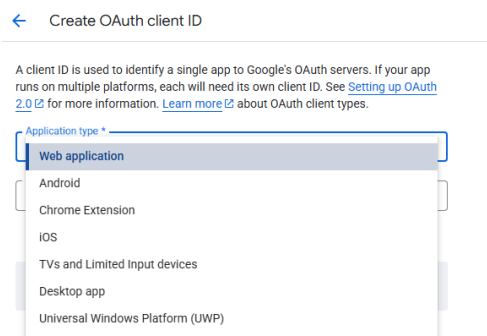 Create OAuth client ID
A client ID is used to identify a single app to Google's OAuth servers. If your app
runs on multiple platforms, each will need its own client ID. See Setting up OAuth
2.0 for more information. Learn more about OAuth client types.
Application type *
Web application
Android
Chrome Extension
iOS
TVs and Limited Input devices
Desktop app
Universal Windows Platform (UWP)